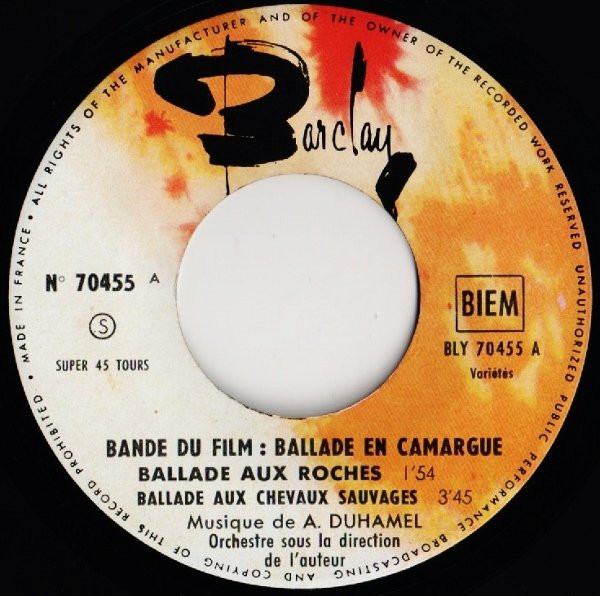 Barclay
• MADE IN FRANCE • ALL RIGHTS OF THE MANUFACTURER AND OF THE OWNER OF THE RECORDED WORK RESERVED UNAUTHORIZED PUBLIC PERFORMANCE BROADCASTING AND COPYING OF THIS RECORD PROHIBITED
N° 70455 A
S
SUPER 45 TOURS
BIEM
BLY 70455 A
Variétés
BANDE DU FILM : BALLADE EN CAMARGUE
BALLADE AUX ROCHES 1'54
BALLADE AUX CHEVAUX SAUVAGES 3'45
Musique de A. DUHAMEL
Orchestre sous la direction
de l'auteur